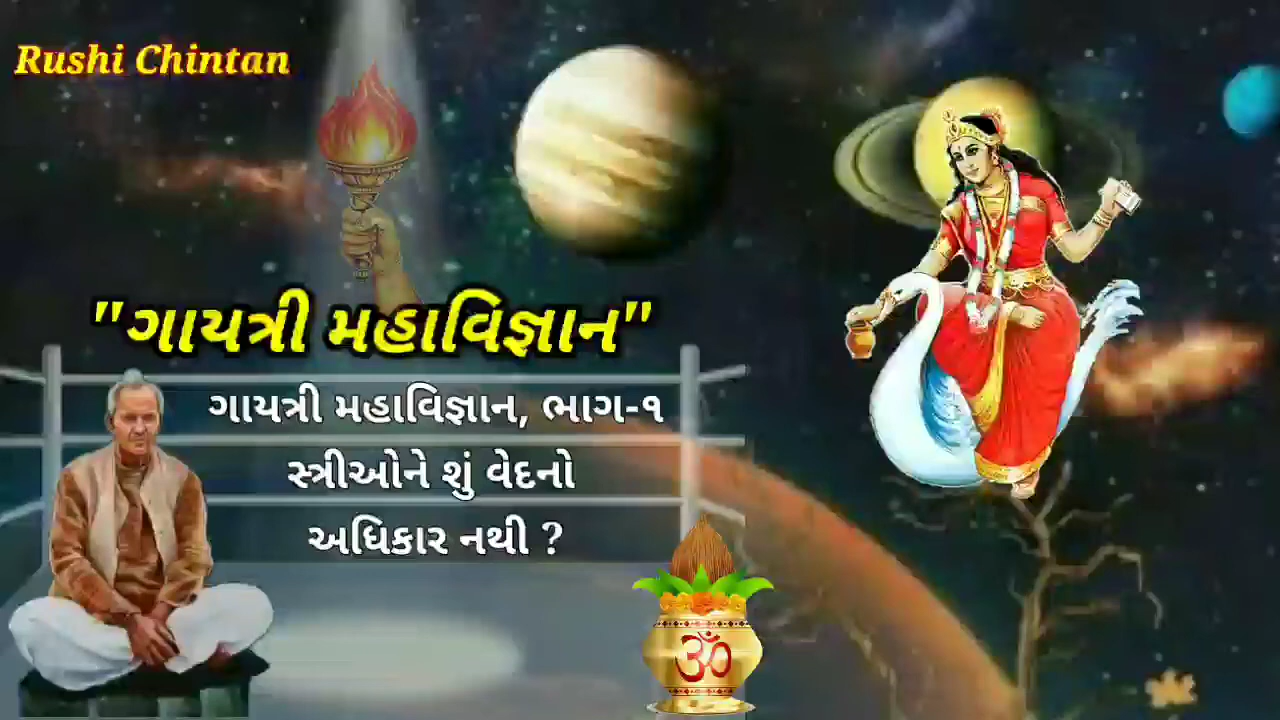 Rushi Chintan
"ગાયત્રી મહાવિજ્ઞાન"
ગાયત્રી મહાવિજ્ઞાન, ભાગ-૧
સ્ત્રીઓને શું વેદનો
અધિકાર નથી ?
ॐ